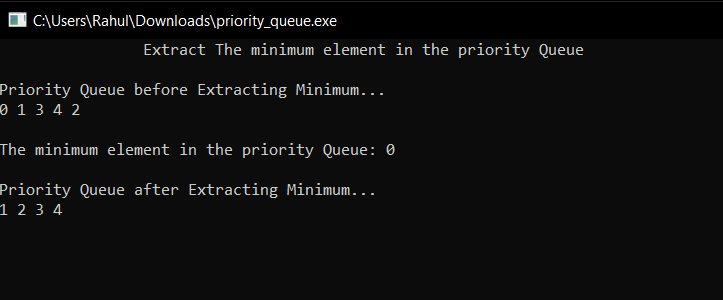 C:\Users\Rahul\Downloads\priority_queue.exe
Extract The minimum element in the priority Queue
Priority Queue before Extracting Minimum...
0 1 3 4 2
The minimum element in the priority Queue: 0
Priority Queue after Extracting Minimum...
1 2 3 4